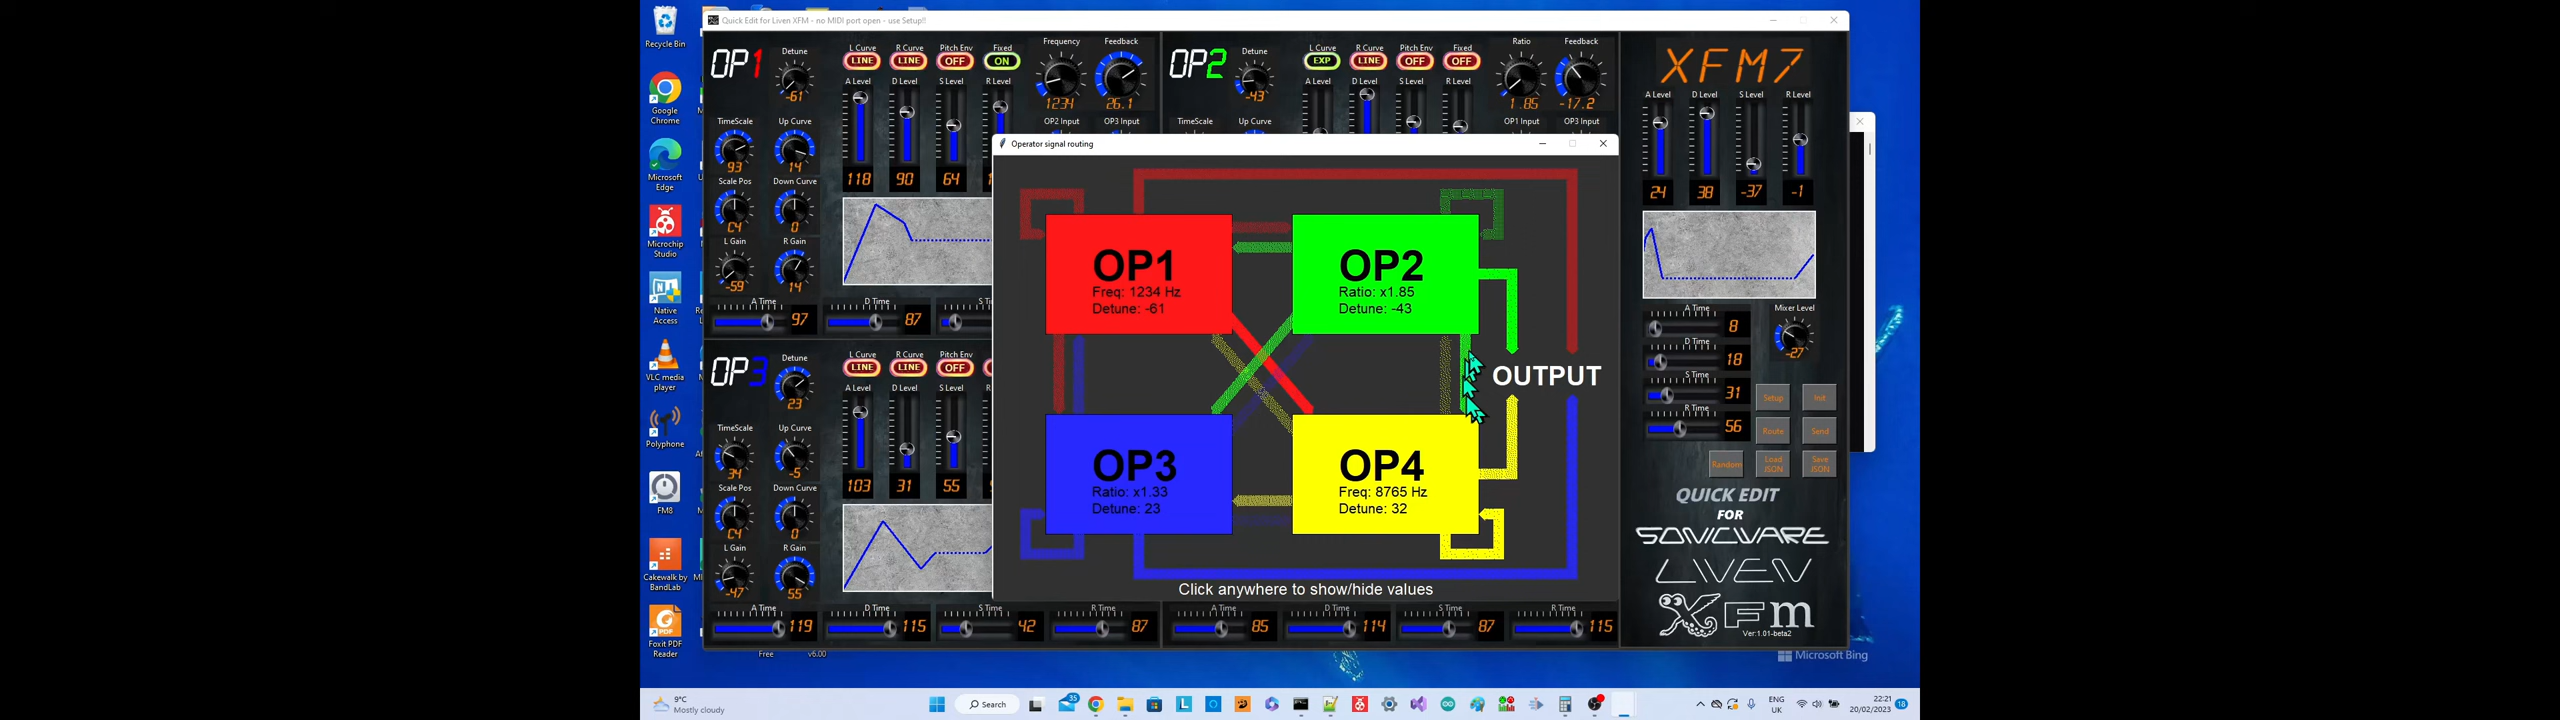 Recycle Bin
Google Chrome
Microsoft Edge
Microchip Studio
Native Access
VLC media player
Polyphone
FM8
Cakewalk by BandLab
Foxit PDF Reader
Quick Edit for Liven XFM - no MIDI port open - use Setup!!
OP1
Detune
-61
L Curve R Curve Pitch Env Fixed
LINE LINE OFF ON
A Level D Level S Level R Level
118 90 64
Frequency Feedback
1234 26.1
OP2 Input OP3 Input
TimeScale Up Curve
93 14
Scale Pos Down Curve
C4 0
L Gain R Gain
-59 14
A Time D Time
97 87
OP2
Detune
-43
L Curve R Curve Pitch Env Fixed
EXP LINE OFF OFF
A Level D Level S Level R Level
Ratio Feedback
1.85 -17.2
OP1 Input OP3 Input
TimeScale Up Curve
OP3
Detune
23
L Curve R Curve Pitch Env
LINE LINE OFF
A Level D Level S Level
103 31 55
TimeScale Up Curve
34 -5
Scale Pos Down Curve
C4 0
L Gain R Gain
-47 55
A Time D Time S Time R Time
119 115 42 87
A Time D Time S Time R Time
85 114 87 115
Operator signal routing
OP1
Freq: 1234 Hz
Detune: -61
OP2
Ratio: x1.85
Detune: -43
OUTPUT
OP3
Ratio: x1.33
Detune: 23
OP4
Freq: 8765 Hz
Detune: 32
Click anywhere to show/hide values
XFM7
A Level D Level S Level R Level
24 38 -37 -1
A Time
8
D Time
18
S Time
31
R Time
56
Mixer Level
-27
Setup Init
Route Send
Random Load JSON Save JSON
QUICK EDIT
FOR
SONICWARE
LIVEN
XFM
Ver:1.01-beta2
Free v6.00
Microsoft Bing
9°C
Mostly cloudy
Search
35
ENG
UK
22:21
20/02/2023
18